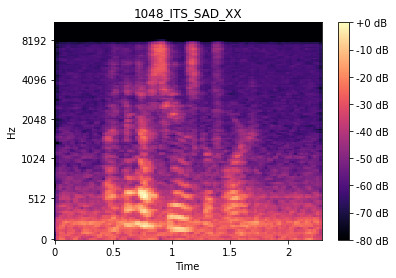 1048_ITS_SAD_XX
+0 dB
8192
-10 dB
4096
-20 dB
-30 dB
2048
Hz
-40 dB
1024
-50 dB
512
-60 dB
-70 dB
0
-80 dB
0 0.5 1 1.5 2
Time